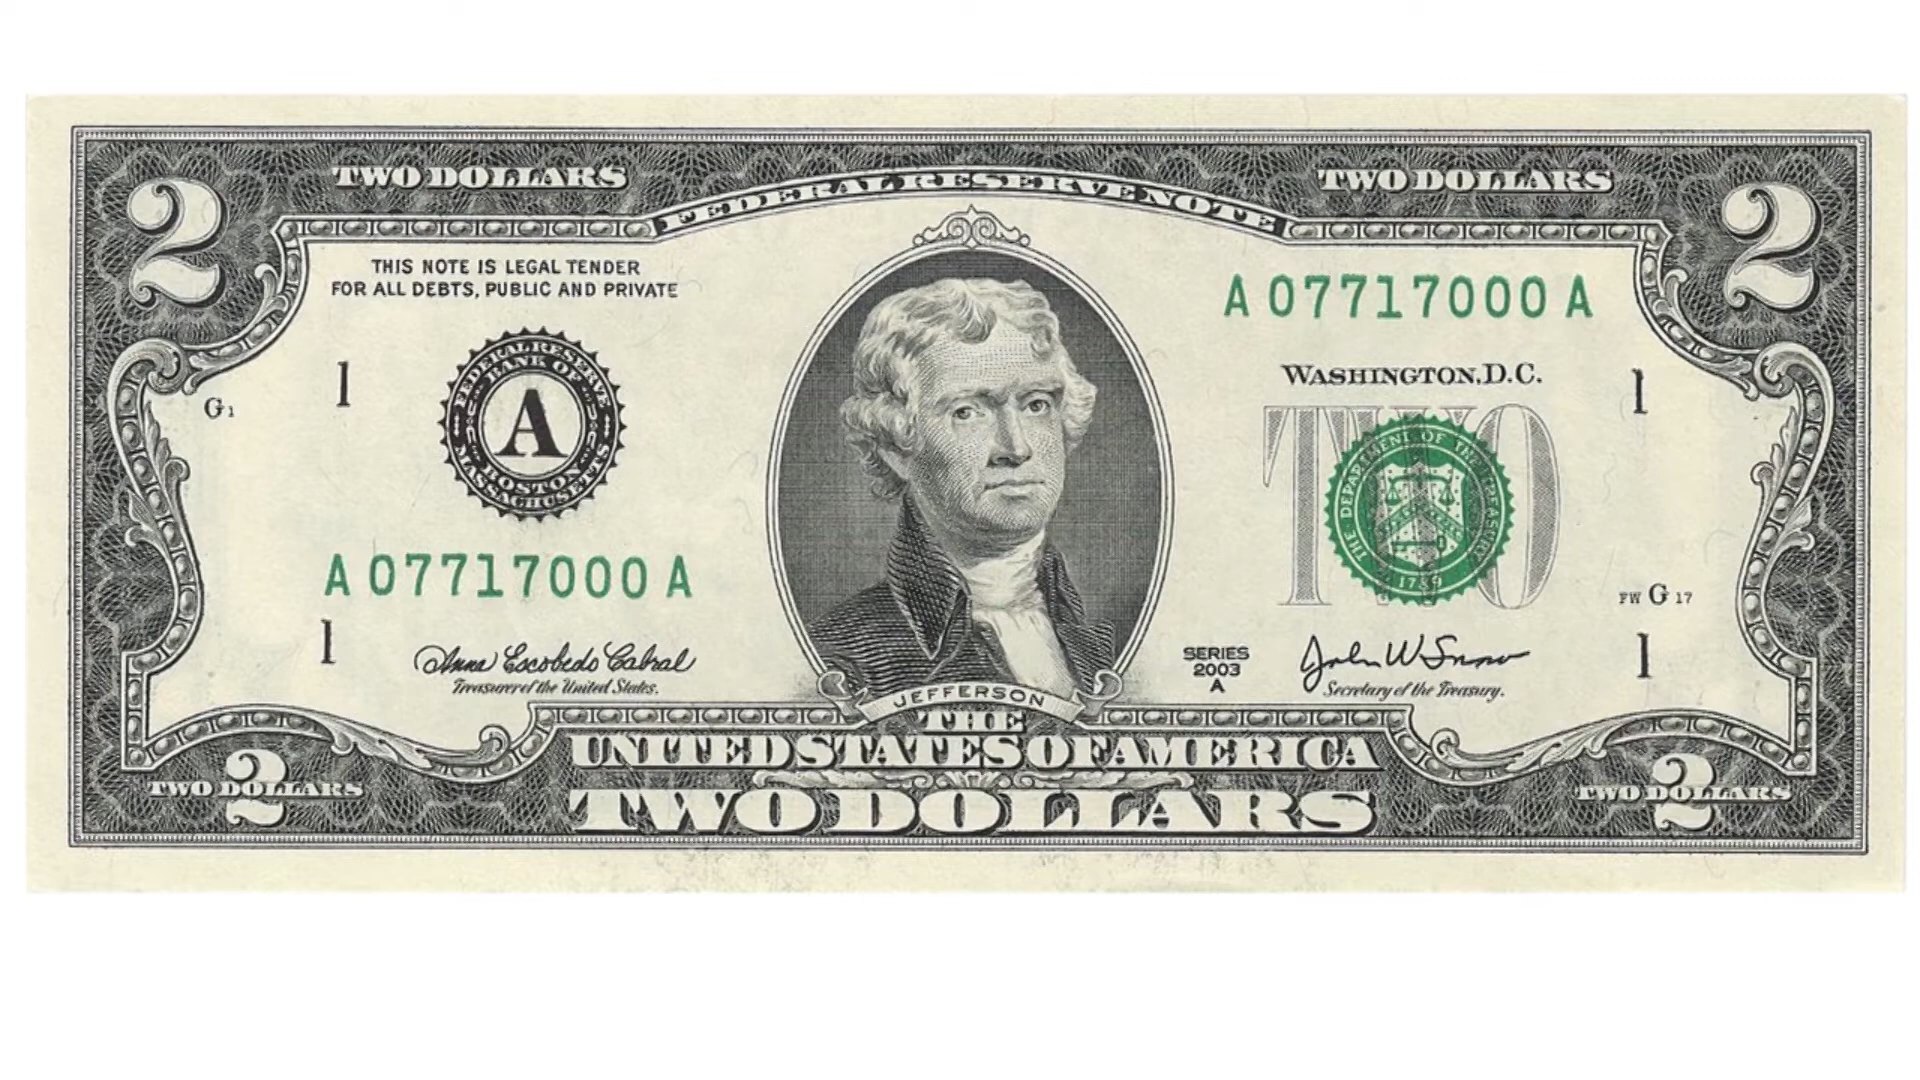 TWO DOLLARS
FEDERAL RESERVE NOTE
TWO DOLLARS
2
2
THIS NOTE IS LEGAL TENDER
FOR ALL DEBTS, PUBLIC AND PRIVATE
A 07717000 A
WASHINGTON, D.C.
1
1
G1
FEDERAL RESERVE
BANK OF
A
BOSTON
MASSACHUSETTS
TWO
THE DEPARTMENT OF THE TREASURY
1789
A 07717000 A
FW G 17
1
1
Anna Escobedo Cabral
Treasurer of the United States.
SERIES
2003
A
John W Snow
Secretary of the Treasury.
JEFFERSON
THE
UNITED STATES OF AMERICA
TWO DOLLARS
TWO 2 DOLLARS
TWO 2 DOLLARS